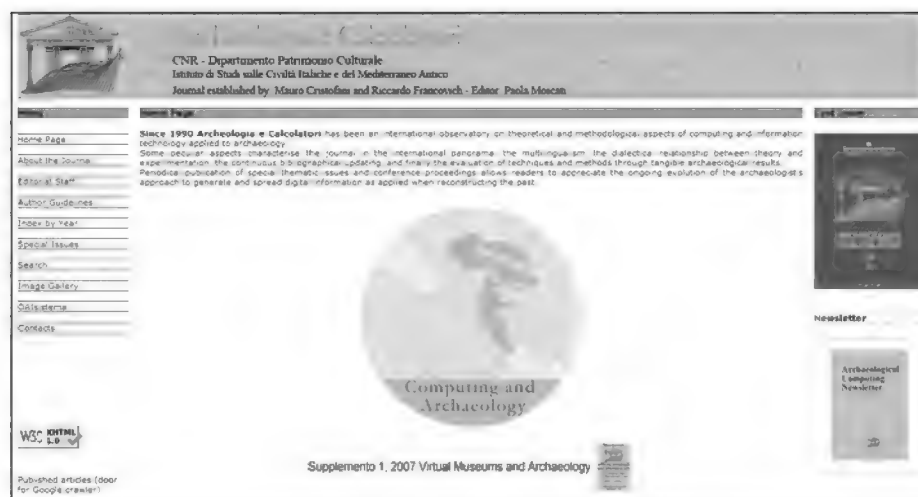 CNR - Dipartimento Patrimonio Culturale
Istituto di Studi sulle Civiltà Italiche e del Mediterraneo Antico
Journal established by Mauro Cristofani and Riccardo Francovich - Editor Paola Moscati
Home Page
Since 1990 Archeologia e Calcolatori has been an international observatory on theoretical and methodological aspects of computing and information
technology applied to archaeology
Some peculiar aspects characterise the journal in the international panorama: the multilingualism, the dialectical relationship between theory and
experimentation, the continuous bibliographical updating, and finally the evaluation of techniques and methods through tangible archaeological results.
Periodical publication of special thematic issues and conference proceedings allows readers to appreciate the ongoing evolution of the archaeologist's
approach to generate and spread digital information as applied when reconstructing the past.
Home Page
About the Journal
Editorial Staff
Author Guidelines
Index by Year
Special Issues
Search
Image Gallery
OAIsistema
Contacts
W3C XHTML 1.0
Published articles (door
for Google crawler)
Computing and
Archaeology
Supplemento 1, 2007 Virtual Museums and Archaeology
Newsletter
Archaeological
Computing
Newsletter